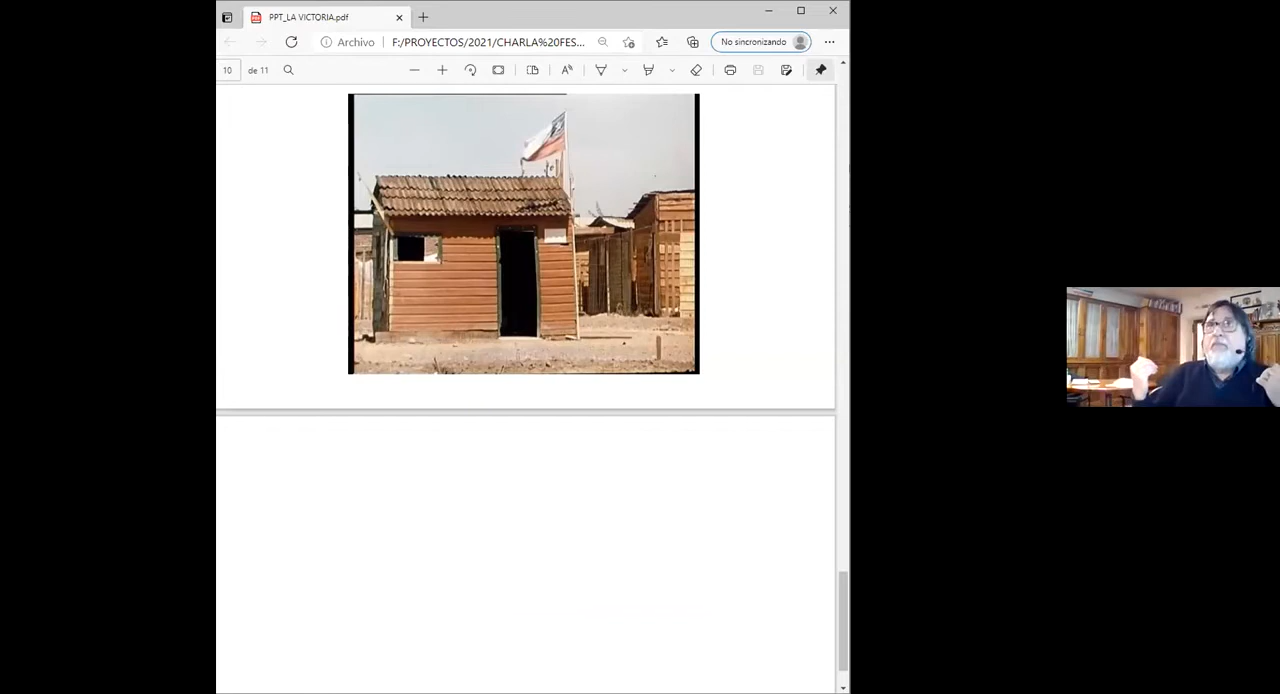 PPT_LA VICTORIA.pdf
Archivo F:/PROYECTOS/2021/CHARLA%20FES... No sincronizando
10 de 11